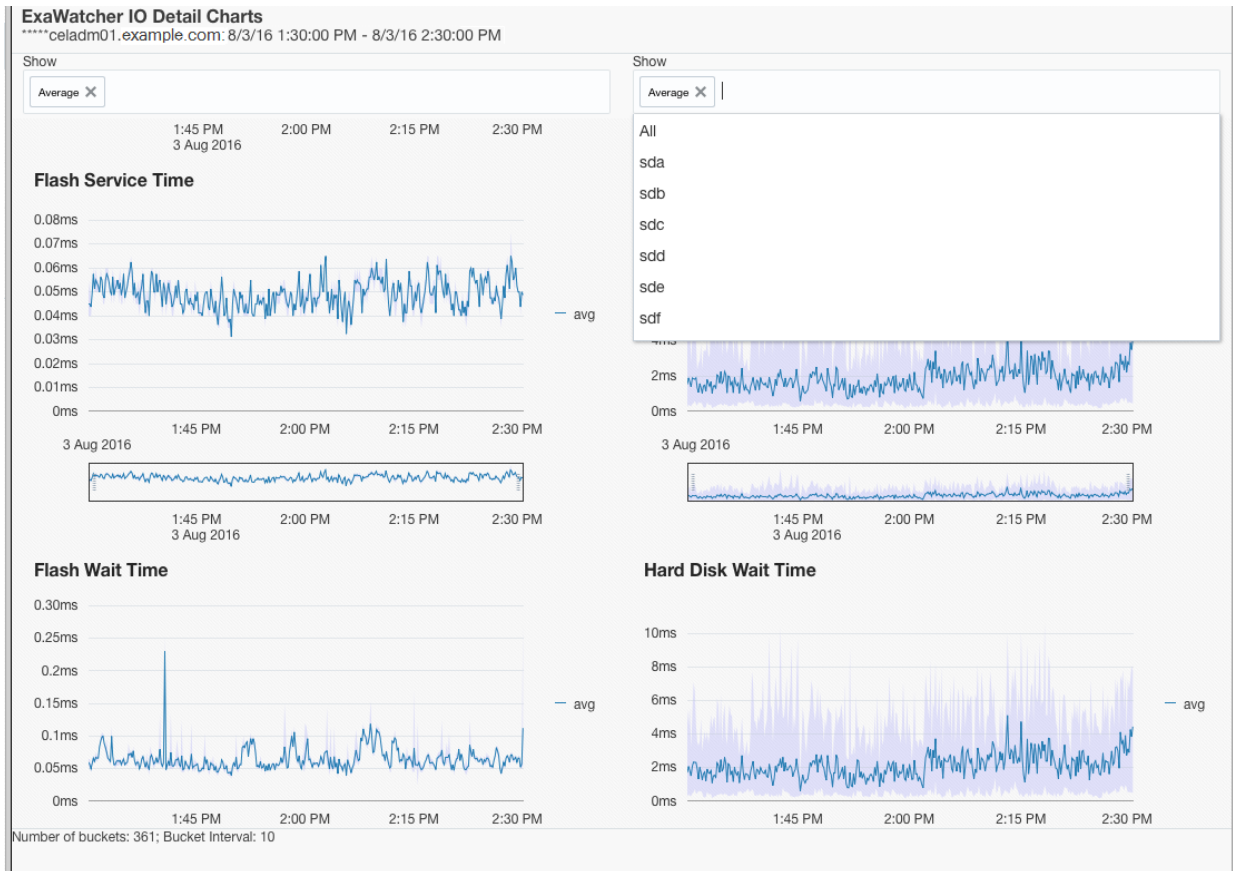 ExaWatcher IO Detail Charts
*****celadm01.example.com: 8/3/16 1:30:00 PM - 8/3/16 2:30:00 PM
Show
Average
1:45 PM 2:00 PM 2:15 PM 2:30 PM
3 Aug 2016
Flash Service Time
0.08ms
0.07ms
0.06ms
0.05ms
0.04ms
0.03ms
0.02ms
0.01ms
0ms
avg
1:45 PM 2:00 PM 2:15 PM 2:30 PM
3 Aug 2016
1:45 PM 2:00 PM 2:15 PM 2:30 PM
3 Aug 2016
Flash Wait Time
0.30ms
0.25ms
0.2ms
0.15ms
0.1ms
0.05ms
0ms
avg
1:45 PM 2:00 PM 2:15 PM 2:30 PM
Show
Average
All
sda
sdb
sdc
sdd
sde
sdf
4ms
2ms
0ms
1:45 PM 2:00 PM 2:15 PM 2:30 PM
3 Aug 2016
1:45 PM 2:00 PM 2:15 PM 2:30 PM
3 Aug 2016
Hard Disk Wait Time
10ms
8ms
6ms
4ms
2ms
0ms
avg
1:45 PM 2:00 PM 2:15 PM 2:30 PM
Number of buckets: 361; Bucket Interval: 10